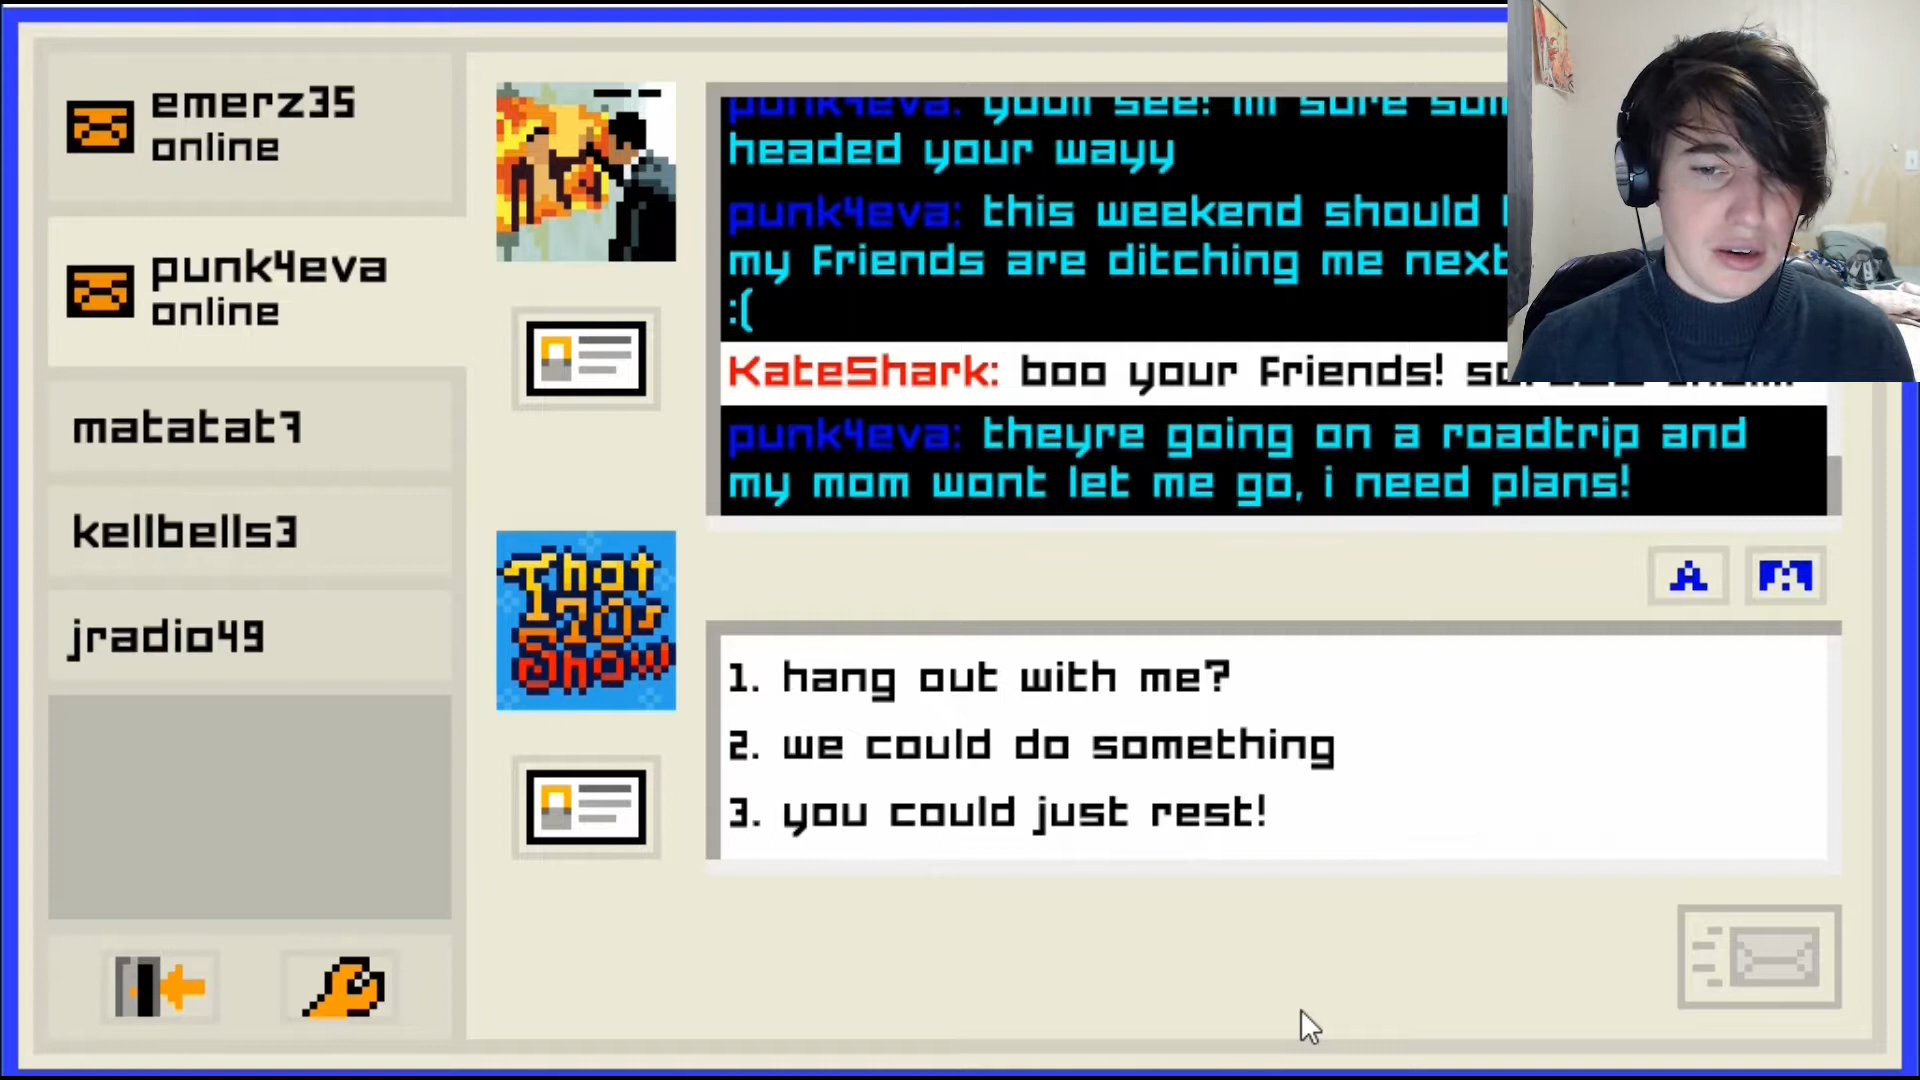 emerz35
online
punk4eva
online
matatat7
kellbells3
jradio49
punk4eva:
headed your wayy
punk4eva: this weekend should
my friends are ditching me next
:(
KateShark: boo your friends!
punk4eva: theyre going on a roadtrip and
my mom wont let me go, i need plans!
That
70s
Show
A
1. hang out with me?
2. we could do something
3. you could just rest!